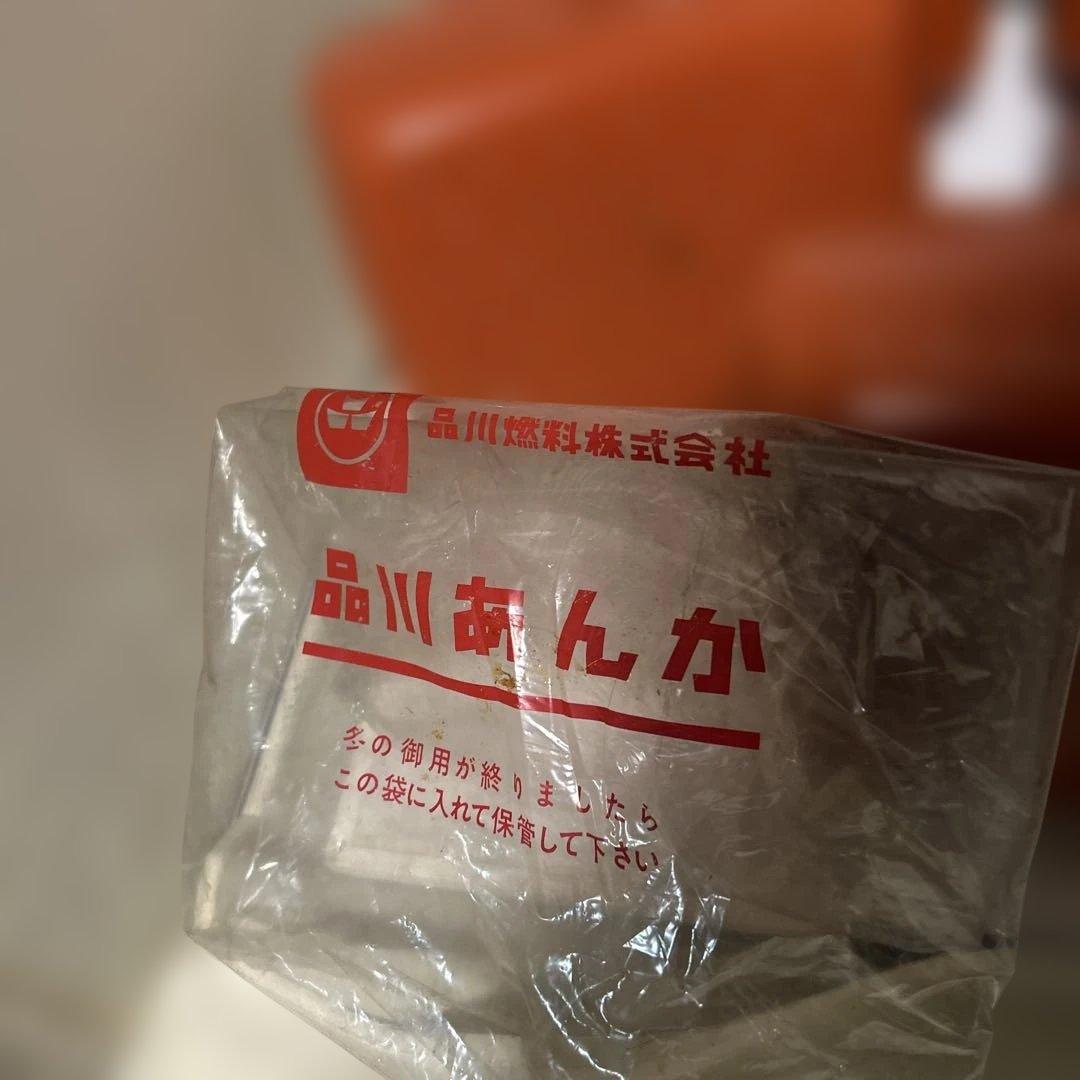 品川燃料株式会社
品川あんか
冬の御用が終りましたら
この袋に入れて保管して下さい